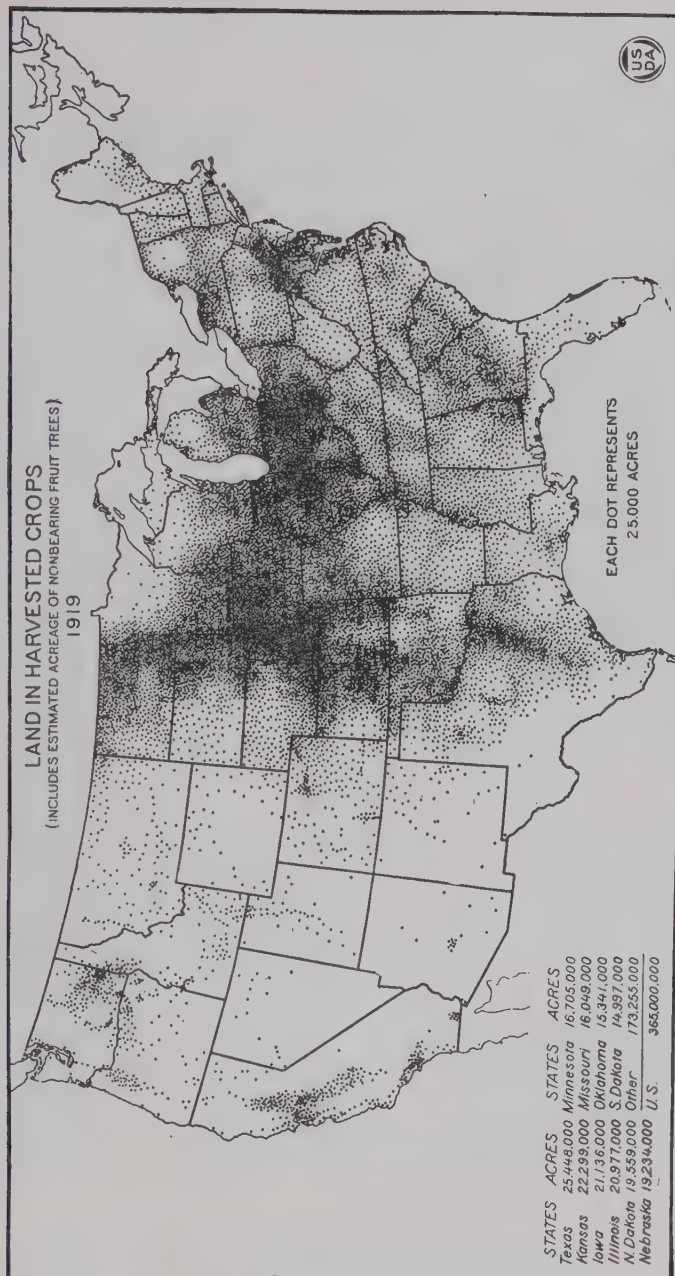 LAND IN HARVESTED CROPS
(INCLUDES ESTIMATED ACREAGE OF NONBEARING FRUIT TREES)
1919
US
DA
EACH DOT REPRESENTS
25.000 ACRES
STATES ACRES STATES ACRES
Texas 25.448.000 Minnesota 16.705.000
Kansas 22.299.000 Missouri 16.049.000
Iowa 21.136.000 Oklahoma 15.341.000
Illinois 20.977.000 S.Dakota 14.997.000
N.Dakota 19.559.000 Other 173.255.000
Nebraska 19.234.000 U.S. 365.000.000